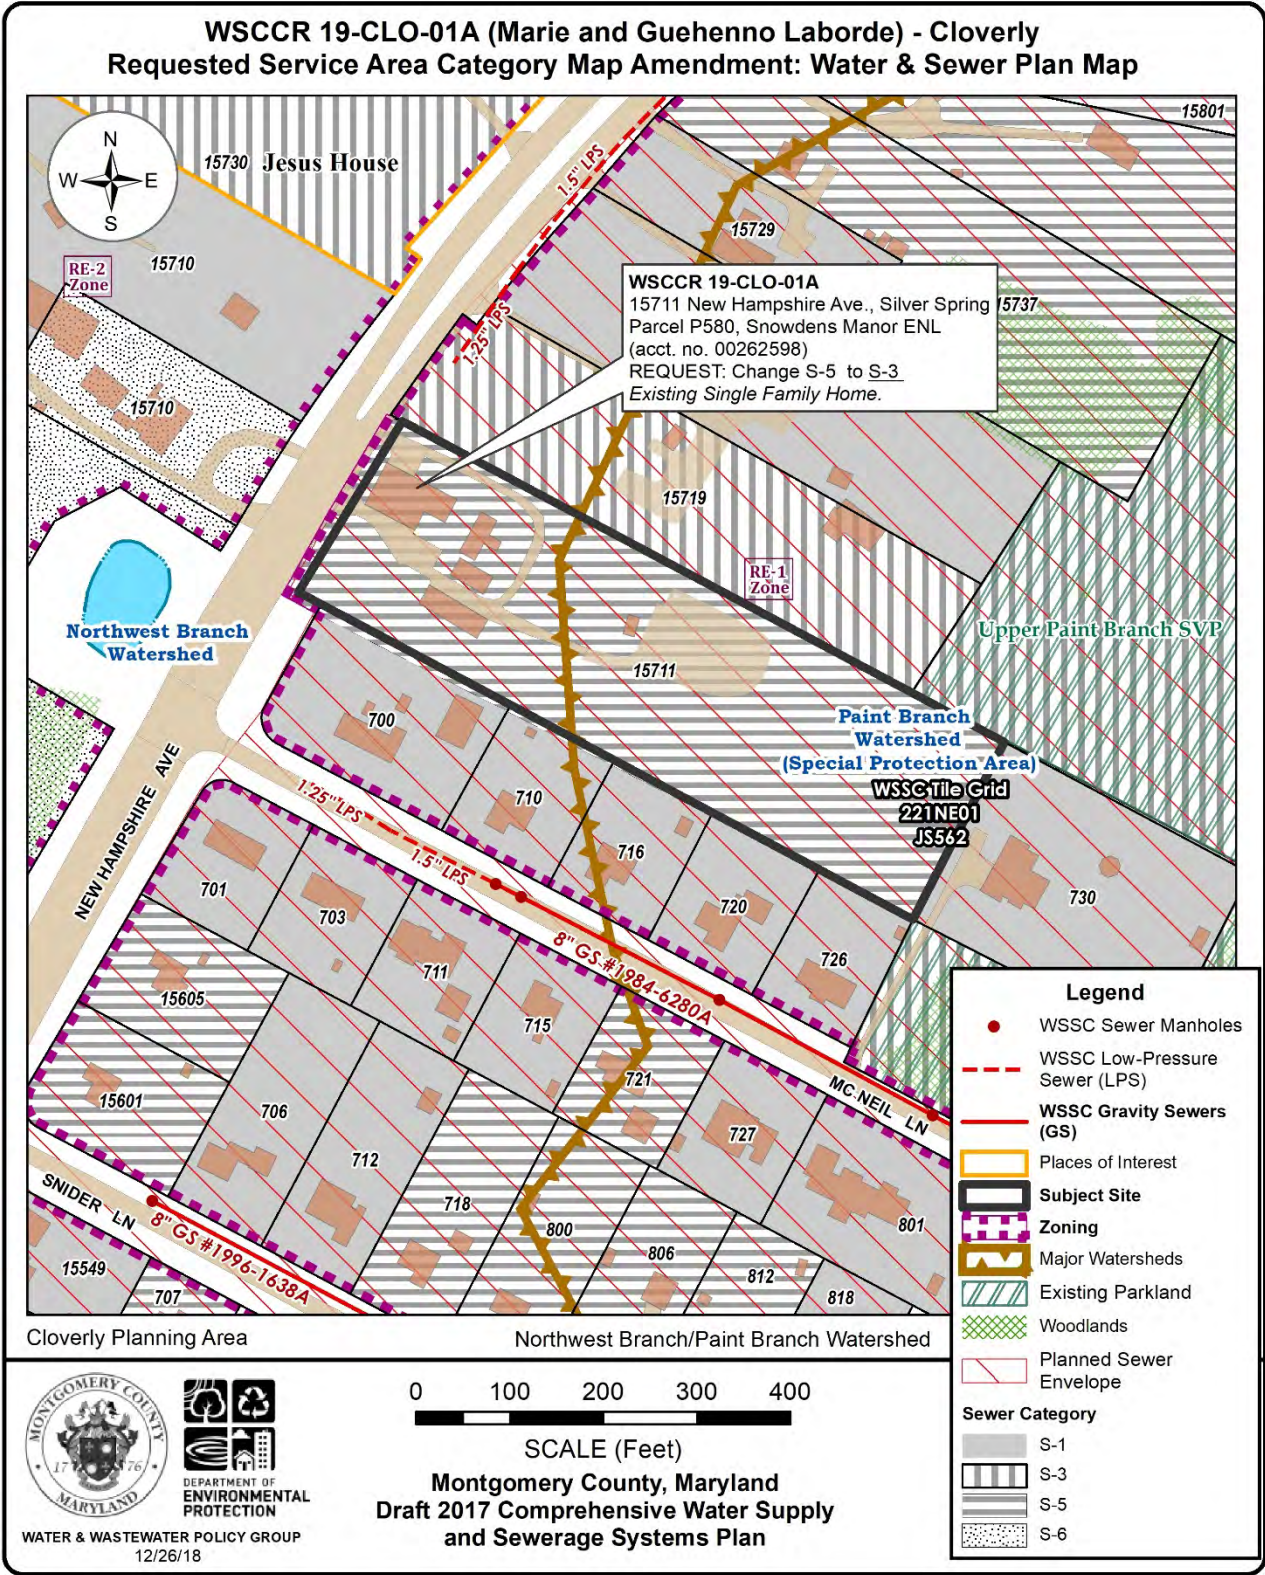 WSCCR 19-CLO-01A (Marie and Guehenno Laborde) - Cloverly
Requested Service Area Category Map Amendment: Water & Sewer Plan Map
N
W E
S
15730 Jesus House
15801
1.5" LPS
15729
15710
RE-2
Zone
1.25" LPS
WSCCR 19-CLO-01A
15711 New Hampshire Ave., Silver Spring
Parcel P580, Snowdens Manor ENL
(acct. no. 00262598)
REQUEST: Change S-5 to S-3
Existing Single Family Home.
15737
15710
15719
RE-1
Zone
Northwest Branch
Watershed
Upper Paint Branch SVP
15711
700
Paint Branch
Watershed
(Special Protection Area)
WSSC Tile Grid
221NE01
JS562
NEW HAMPSHIRE AVE
1.25" LPS
710
1.5" LPS
716
701
703
720
730
711
8" GS #1984-6280A
726
15605
715
721
MC NEIL LN
15601
706
727
712
718
800
801
SNIDER LN
8" GS #1996-1638A
806
15549
812
707
818
Legend
WSSC Sewer Manholes
WSSC Low-Pressure
Sewer (LPS)
WSSC Gravity Sewers
(GS)
Places of Interest
Subject Site
Zoning
Major Watersheds
Existing Parkland
Woodlands
Planned Sewer
Envelope
Sewer Category
S-1
S-3
S-5
S-6
Cloverly Planning Area
Northwest Branch/Paint Branch Watershed
MONTGOMERY COUNTY
17 76
MARYLAND
DEPARTMENT OF
ENVIRONMENTAL
PROTECTION
WATER & WASTEWATER POLICY GROUP
12/26/18
0 100 200 300 400
SCALE (Feet)
Montgomery County, Maryland
Draft 2017 Comprehensive Water Supply
and Sewerage Systems Plan